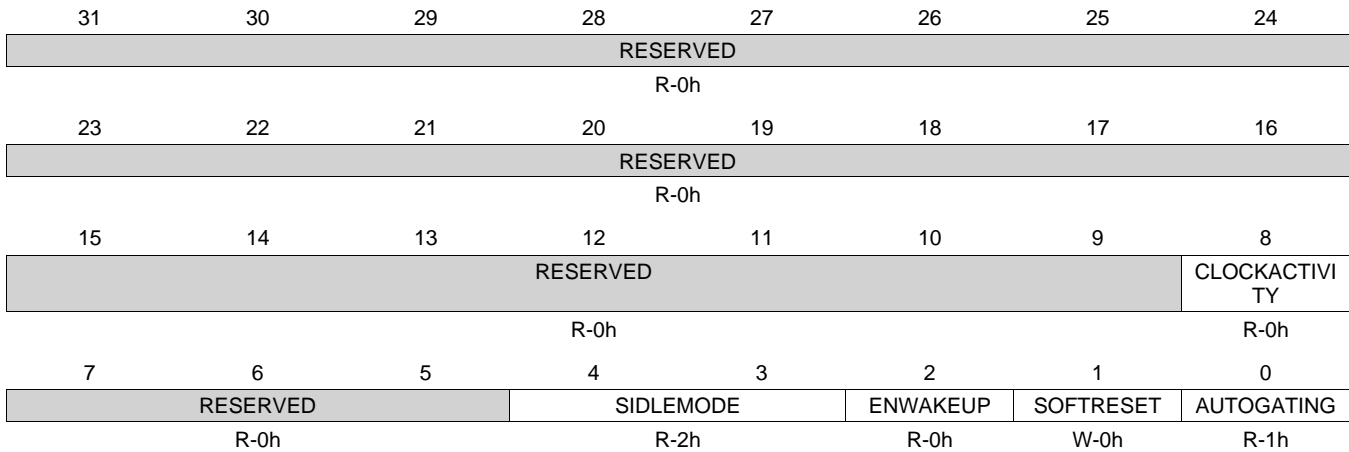 31 30 29 28 27 26 25 24
RESERVED
R-0h
23 22 21 20 19 18 17 16
RESERVED
R-0h
15 14 13 12 11 10 9 8
RESERVED CLOCKACTIVI
TY
R-0h R-0h
7 6 5 4 3 2 1 0
RESERVED SIDLEMODE ENWAKEUP SOFTRESET AUTOGATING
R-0h R-2h R-0h W-0h R-1h